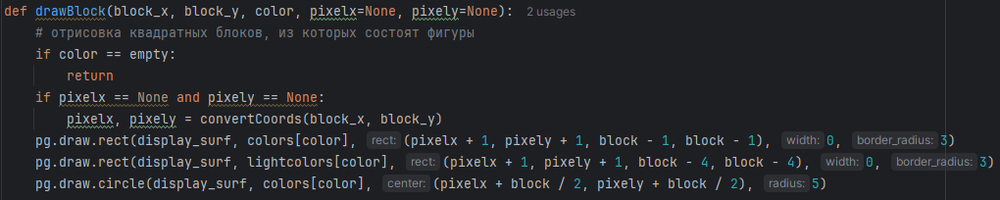 def drawBlock(block_x, block_y, color, pixelx=None, pixely=None): 2 usages
# отрисовка квадратных блоков, из которых состоят фигуры
if color == empty:
return
if pixelx == None and pixely == None:
pixelx, pixely = convertCoords(block_x, block_y)
pg.draw.rect(display_surf, colors[color], rect: (pixelx + 1, pixely + 1, block - 1, block - 1), width: 0, border_radius: 3)
pg.draw.rect(display_surf, lightcolors[color], rect: (pixelx + 1, pixely + 1, block - 4, block - 4), width: 0, border_radius: 3)
pg.draw.circle(display_surf, colors[color], center: (pixelx + block / 2, pixely + block / 2), radius: 5)